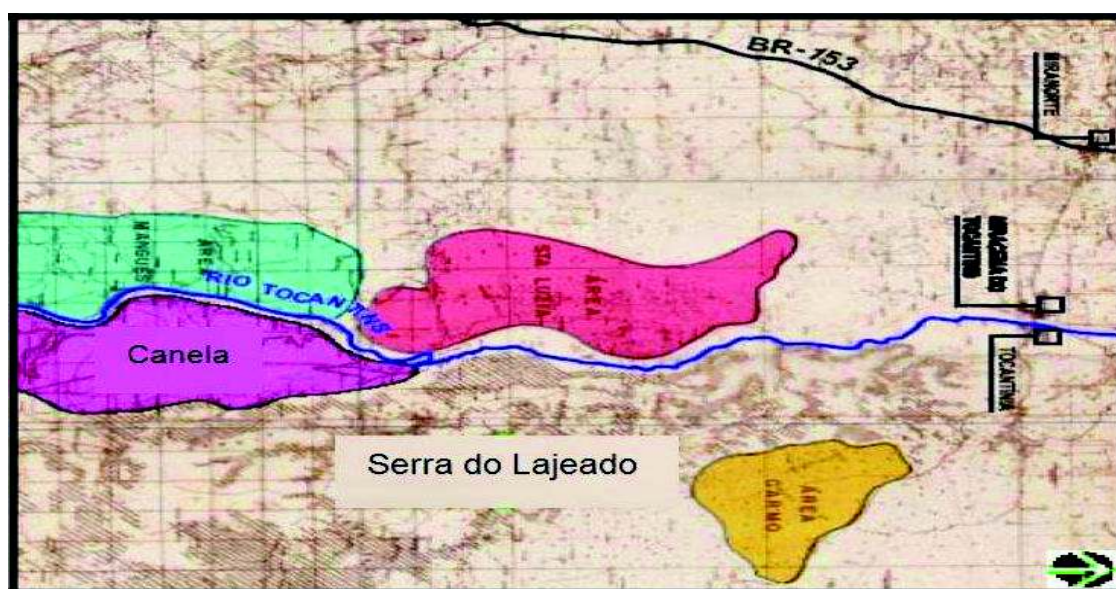 BR-153
MIRANORTE
MIRACEMA DO
TOCANTINS
TOCANTINIA
ÁREA
MANGUES
RIO TOCANTINS
ÁREA
STA LUZIA
Canela
Serra do Lajeado
ÁREA
CARMO